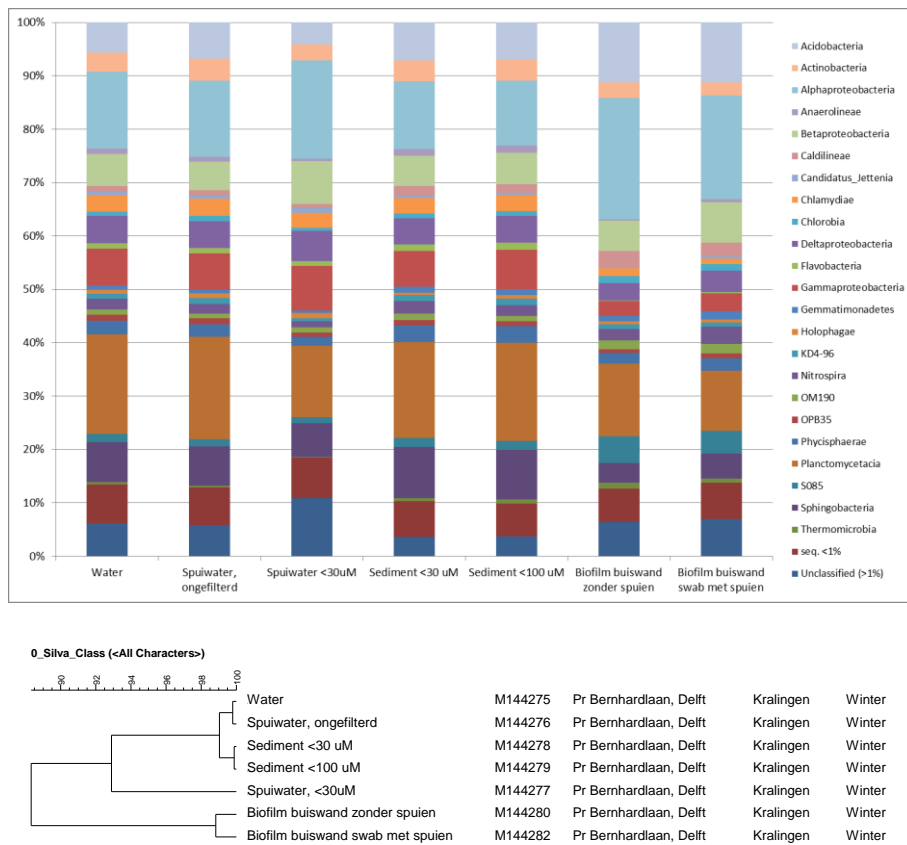 100%
90%
80%
70%
60%
50%
40%
30%
20%
10%
0%
Water
Spuiwater,
ongefilterd
Spuiwater <30uM
Sediment <30 uM
Sediment <100 uM
Biofilm buiswand
zonder spuien
Biofilm buiswand
swab met spuien
Acidobacteria
Actinobacteria
Alphaproteobacteria
Anaerolineae
Betaproteobacteria
Caldilineae
Candidatus_Jettenia
Chlamydiae
Chlorobia
Deltaproteobacteria
Flavobacteria
Gammaproteobacteria
Gemmatimonadetes
Holophagae
KD4-96
Nitrospira
OM190
OPB35
Phycisphaerae
Planctomycetacia
S085
Sphingobacteria
Thermomicrobia
seq. <1%
Unclassified (>1%)
0_Silva_Class (<All Characters>)
90 92 94 96 98 100
Water M144275 Pr Bernhardlaan, Delft Kralingen Winter
Spuiwater, ongefilterd M144276 Pr Bernhardlaan, Delft Kralingen Winter
Sediment <30 uM M144278 Pr Bernhardlaan, Delft Kralingen Winter
Sediment <100 uM M144279 Pr Bernhardlaan, Delft Kralingen Winter
Spuiwater, <30uM M144277 Pr Bernhardlaan, Delft Kralingen Winter
Biofilm buiswand zonder spuien M144280 Pr Bernhardlaan, Delft Kralingen Winter
Biofilm buiswand swab met spuien M144282 Pr Bernhardlaan, Delft Kralingen Winter